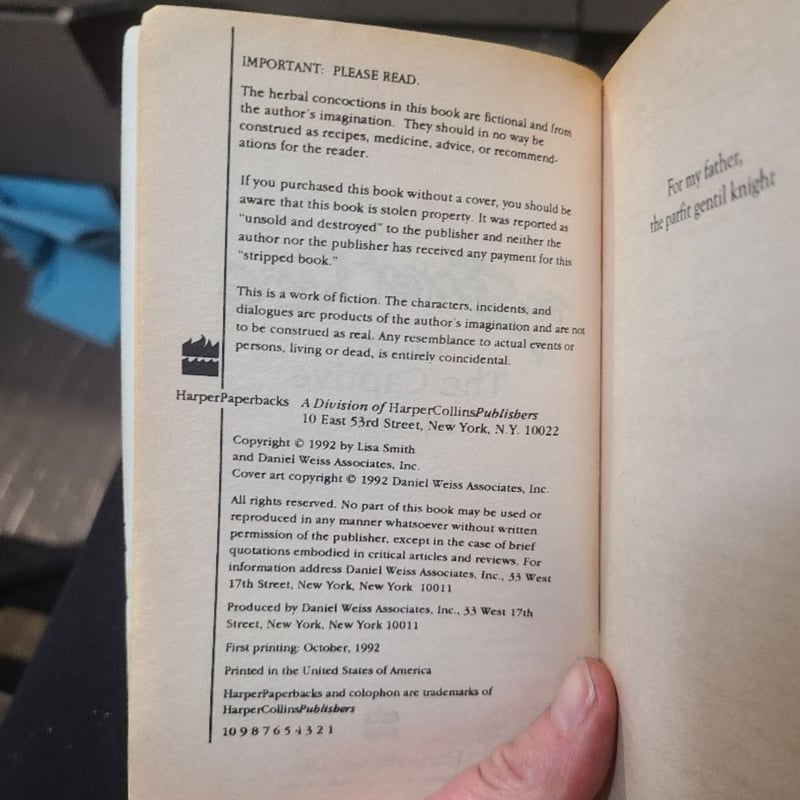 IMPORTANT: PLEASE READ.
The herbal concoctions in this book are fictional and from
the author's imagination. They should in no way be
construed as recipes, medicine, advice, or recommend-
ations for the reader.
If you purchased this book without a cover, you should be
aware that this book is stolen property. It was reported as
"unsold and destroyed" to the publisher and neither the
author nor the publisher has received any payment for this
"stripped book."
This is a work of fiction. The characters, incidents, and
dialogues are products of the author's imagination and are not
to be construed as real. Any resemblance to actual events or
persons, living or dead, is entirely coincidental.
HarperPaperbacks A Division of HarperCollinsPublishers
10 East 53rd Street, New York, N.Y. 10022
Copyright © 1992 by Lisa Smith
and Daniel Weiss Associates, Inc.
Cover art copyright © 1992 Daniel Weiss Associates, Inc.
All rights reserved. No part of this book may be used or
reproduced in any manner whatsoever without written
permission of the publisher, except in the case of brief
quotations embodied in critical articles and reviews. For
information address Daniel Weiss Associates, Inc., 33 West
17th Street, New York, New York 10011
Produced by Daniel Weiss Associates, Inc., 33 West 17th
Street, New York, New York 10011
First printing: October, 1992
Printed in the United States of America
HarperPaperbacks and colophon are trademarks of
HarperCollinsPublishers
10 9 8 7 6 5 4 3 2 1
For my father,
the parfit gentil knight